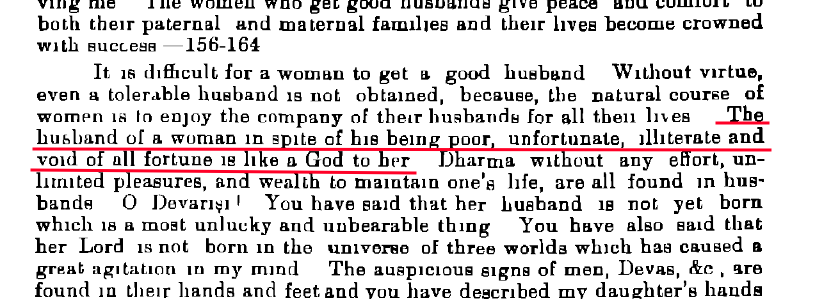 ving me The women who get good husbands give peace and comfort to
both their paternal and maternal families and their lives become crowned
with success —156-164
It is difficult for a woman to get a good husband Without virtue,
even a tolerable husband is not obtained, because, the natural course of
women is to enjoy the company of their husbands for all their lives The
husband of a woman in spite of his being poor, unfortunate, illiterate and
void of all fortune is like a God to her Dharma without any effort, un-
limited pleasures, and wealth to maintain one's life, are all found in hus-
bands O Devarişi! You have said that her husband is not yet born
which is a most unlucky and unbearable thing You have also said that
her Lord is not born in the universe of three worlds which has caused a
great agitation in my mind The auspicious signs of men, Devas, &c, are
found in their hands and feet and you have described my daughter's hands